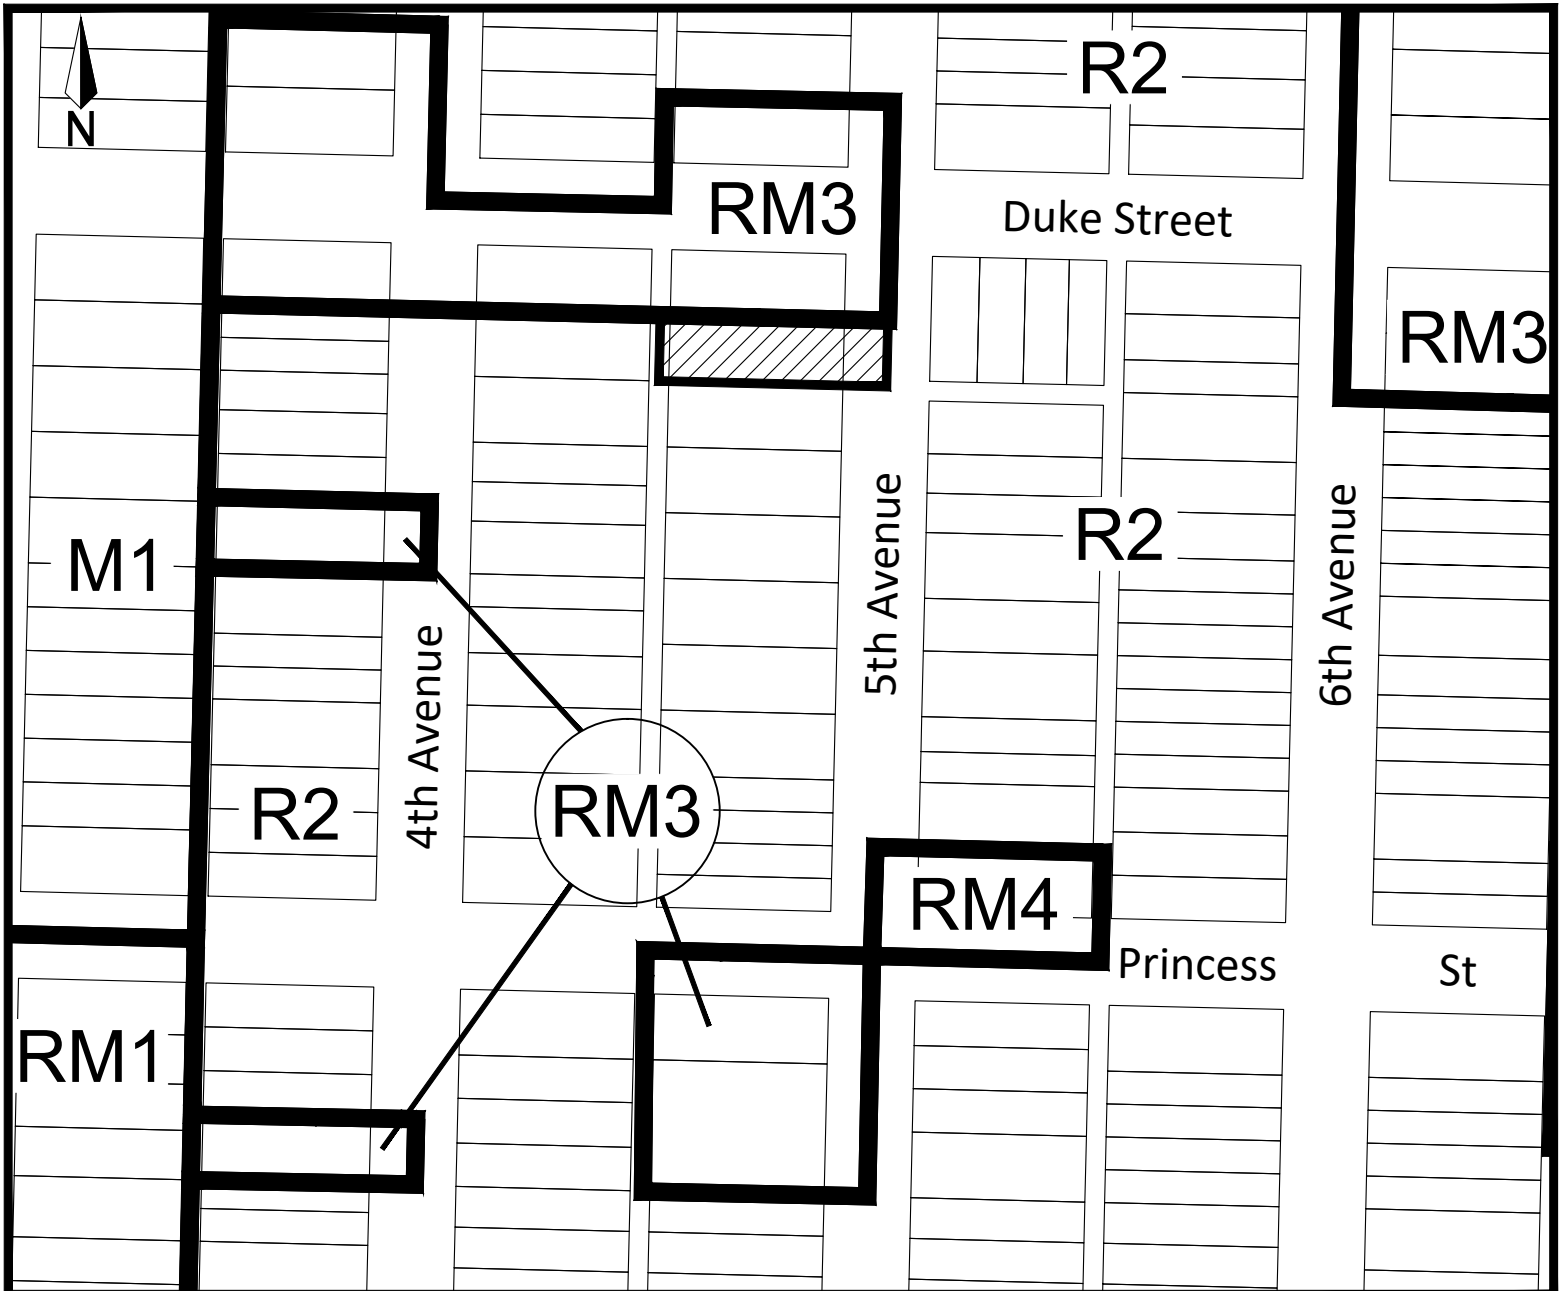 R2
N
RM3
Duke Street
RM3
M1
R2
5th Avenue
6th Avenue
4th Avenue
R2
RM3
RM4
Princess St
RM1